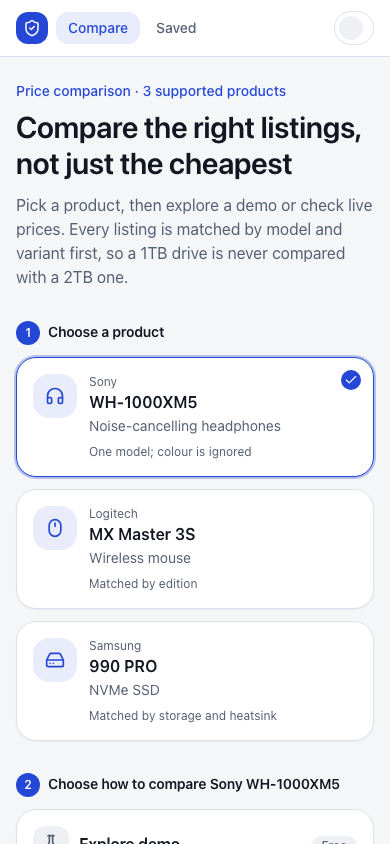 Compare
Saved
Price comparison · 3 supported products
Compare the right listings,
not just the cheapest
Pick a product, then explore a demo or check live
prices. Every listing is matched by model and
variant first, so a 1TB drive is never compared
with a 2TB one.
1 Choose a product
Sony
WH-1000XM5
Noise-cancelling headphones
One model; colour is ignored
Logitech
MX Master 3S
Wireless mouse
Matched by edition
Samsung
990 PRO
NVMe SSD
Matched by storage and heatsink
2 Choose how to compare Sony WH-1000XM5
Explore demo
Free